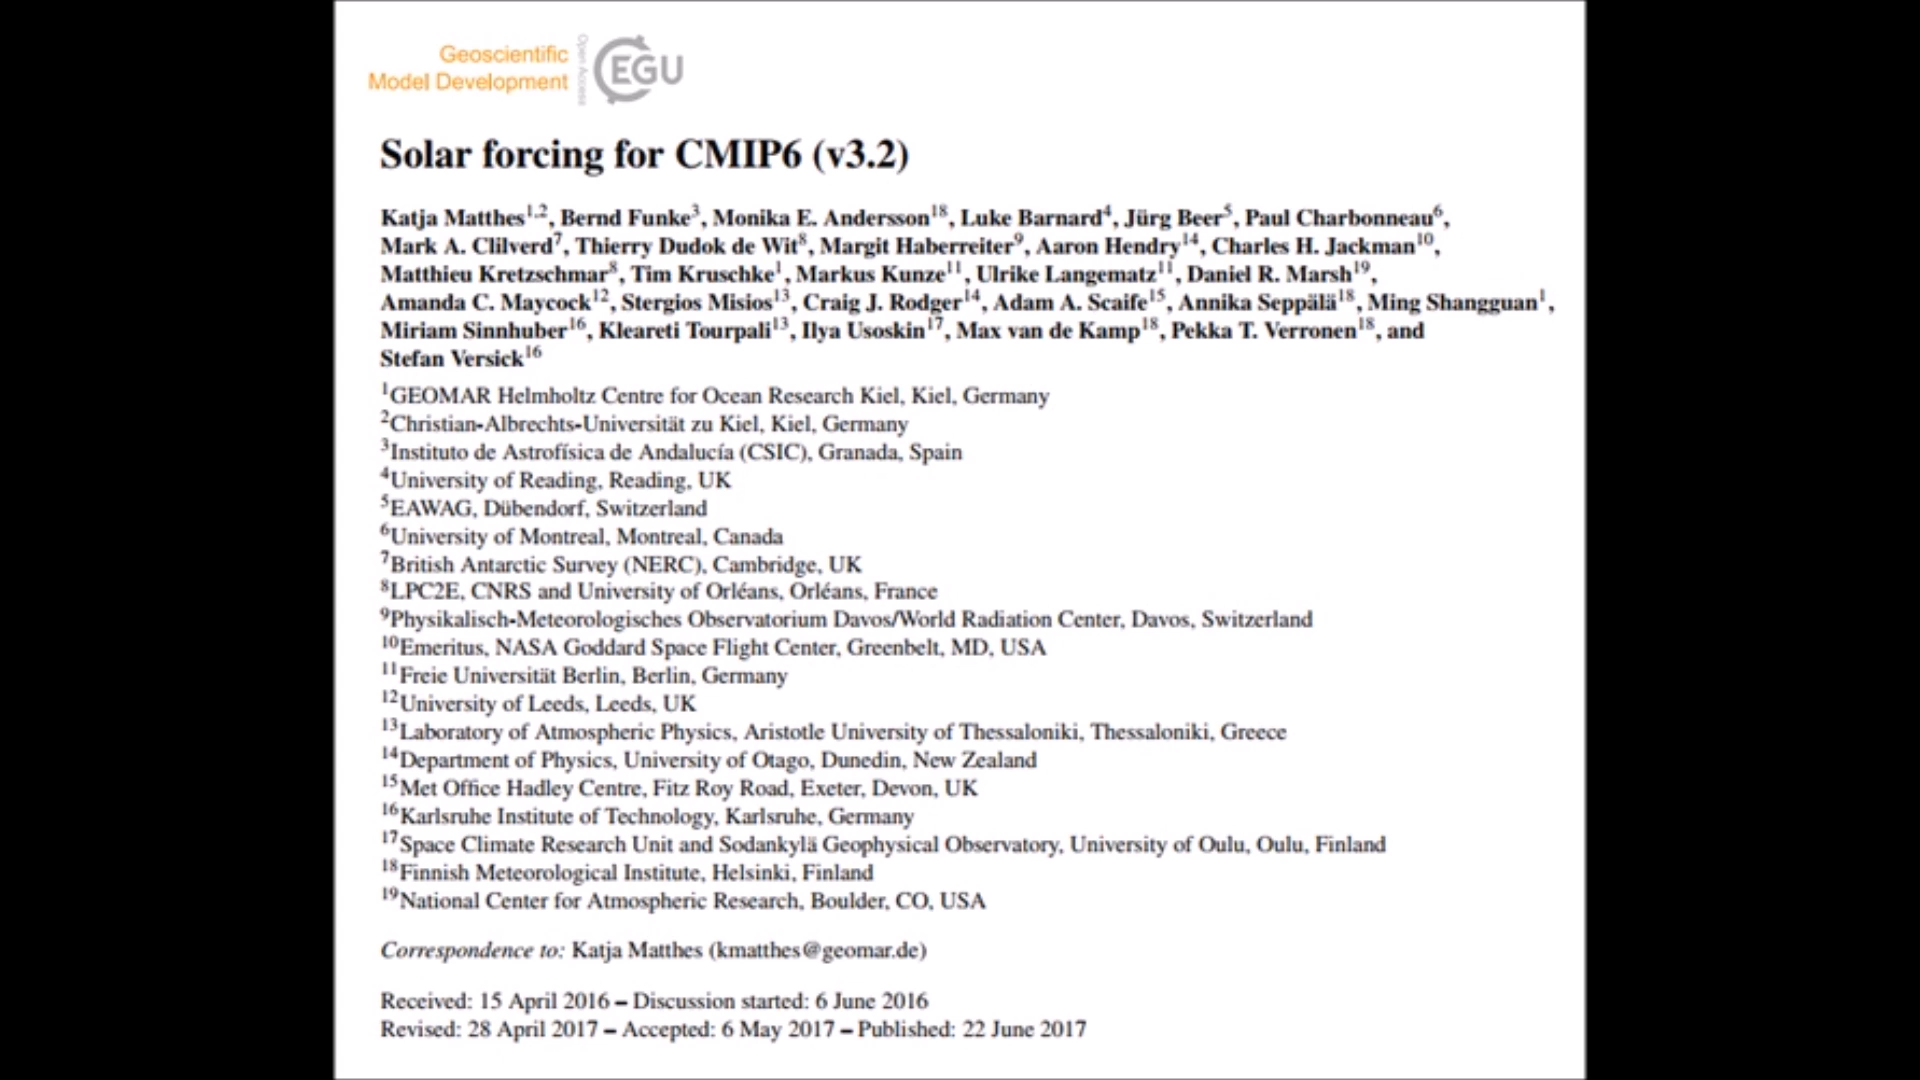 Geoscientific
Model Development
Open Access
EGU
Solar forcing for CMIP6 (v3.2)
Katja Matthes1,2, Bernd Funke3, Monika E. Andersson18, Luke Barnard4, Jürg Beer5, Paul Charbonneau6,
Mark A. Clilverd7, Thierry Dudok de Wit8, Margit Haberreiter9, Aaron Hendry14, Charles H. Jackman10,
Matthieu Kretzschmar8, Tim Kruschke1, Markus Kunze11, Ulrike Langematz11, Daniel R. Marsh19,
Amanda C. Maycock12, Stergios Misios13, Craig J. Rodger14, Adam A. Scaife15, Annika Seppälä18, Ming Shangguan1,
Miriam Sinnhuber16, Kleareti Tourpali13, Ilya Usoskin17, Max van de Kamp18, Pekka T. Verronen18, and
Stefan Versick16
1GEOMAR Helmholtz Centre for Ocean Research Kiel, Kiel, Germany
2Christian-Albrechts-Universität zu Kiel, Kiel, Germany
3Instituto de Astrofísica de Andalucía (CSIC), Granada, Spain
4University of Reading, Reading, UK
5EAWAG, Dübendorf, Switzerland
6University of Montreal, Montreal, Canada
7British Antarctic Survey (NERC), Cambridge, UK
8LPC2E, CNRS and University of Orléans, Orléans, France
9Physikalisch-Meteorologisches Observatorium Davos/World Radiation Center, Davos, Switzerland
10Emeritus, NASA Goddard Space Flight Center, Greenbelt, MD, USA
11Freie Universität Berlin, Berlin, Germany
12University of Leeds, Leeds, UK
13Laboratory of Atmospheric Physics, Aristotle University of Thessaloniki, Thessaloniki, Greece
14Department of Physics, University of Otago, Dunedin, New Zealand
15Met Office Hadley Centre, Fitz Roy Road, Exeter, Devon, UK
16Karlsruhe Institute of Technology, Karlsruhe, Germany
17Space Climate Research Unit and Sodankylä Geophysical Observatory, University of Oulu, Oulu, Finland
18Finnish Meteorological Institute, Helsinki, Finland
19National Center for Atmospheric Research, Boulder, CO, USA
Correspondence to: Katja Matthes (kmatthes@geomar.de)
Received: 15 April 2016 – Discussion started: 6 June 2016
Revised: 28 April 2017 – Accepted: 6 May 2017 – Published: 22 June 2017